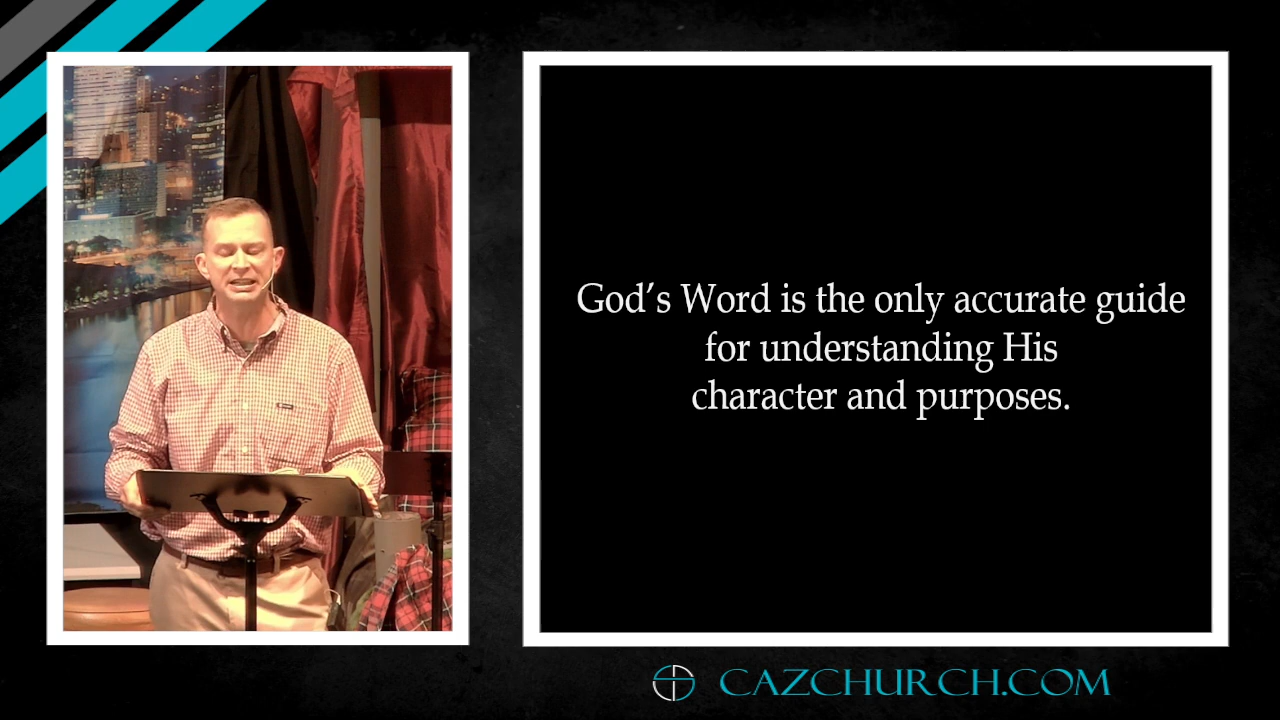 God's Word is the only accurate guide
for understanding His
character and purposes.
CAZCHURCH.COM